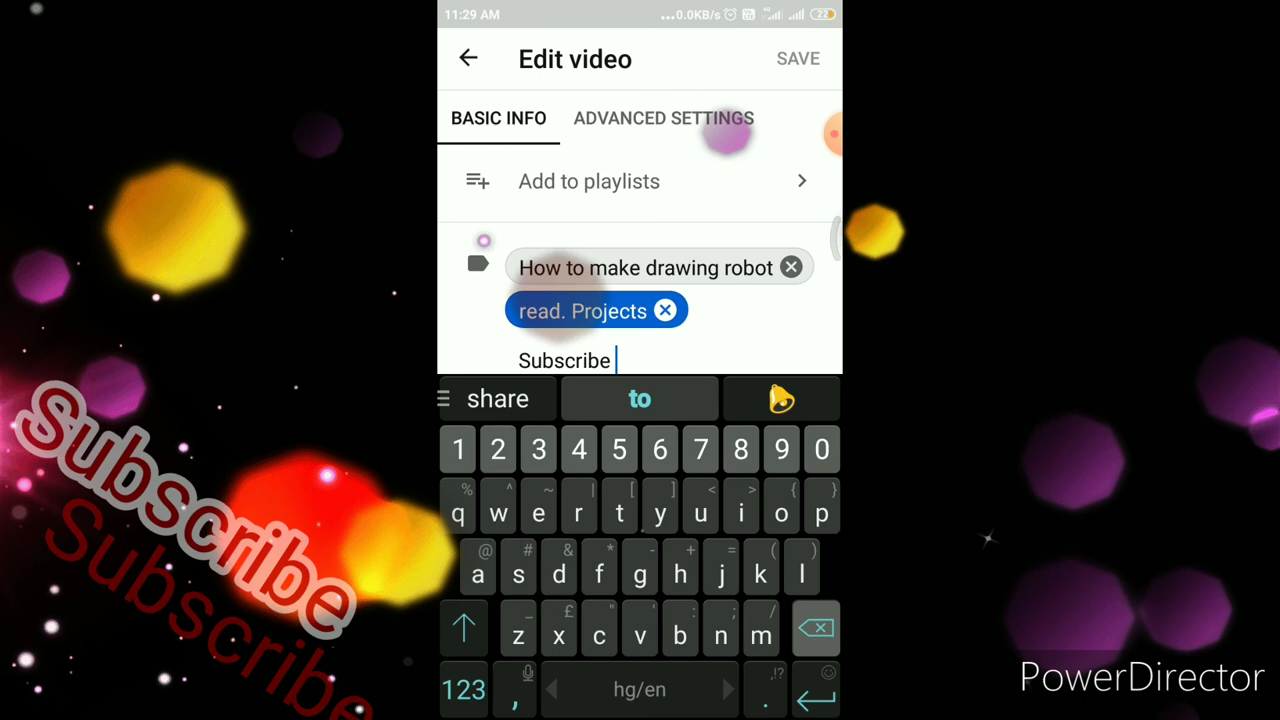 11:29 AM ...0.0KB/s 4G 22
Edit video SAVE
BASIC INFO ADVANCED SETTINGS
Add to playlists
How to make drawing robot
read. Projects
Subscribe
share to
1 2 3 4 5 6 7 8 9 0
% ^ ~ | [ ] < > { }
q w e r t y u i o p
@ # & * - + = ( )
a s d f g h j k l
_ £ " ' : ; /
z x c v b n m
123 , hg/en . ,!?
Subscribe
Subscribe
PowerDirector